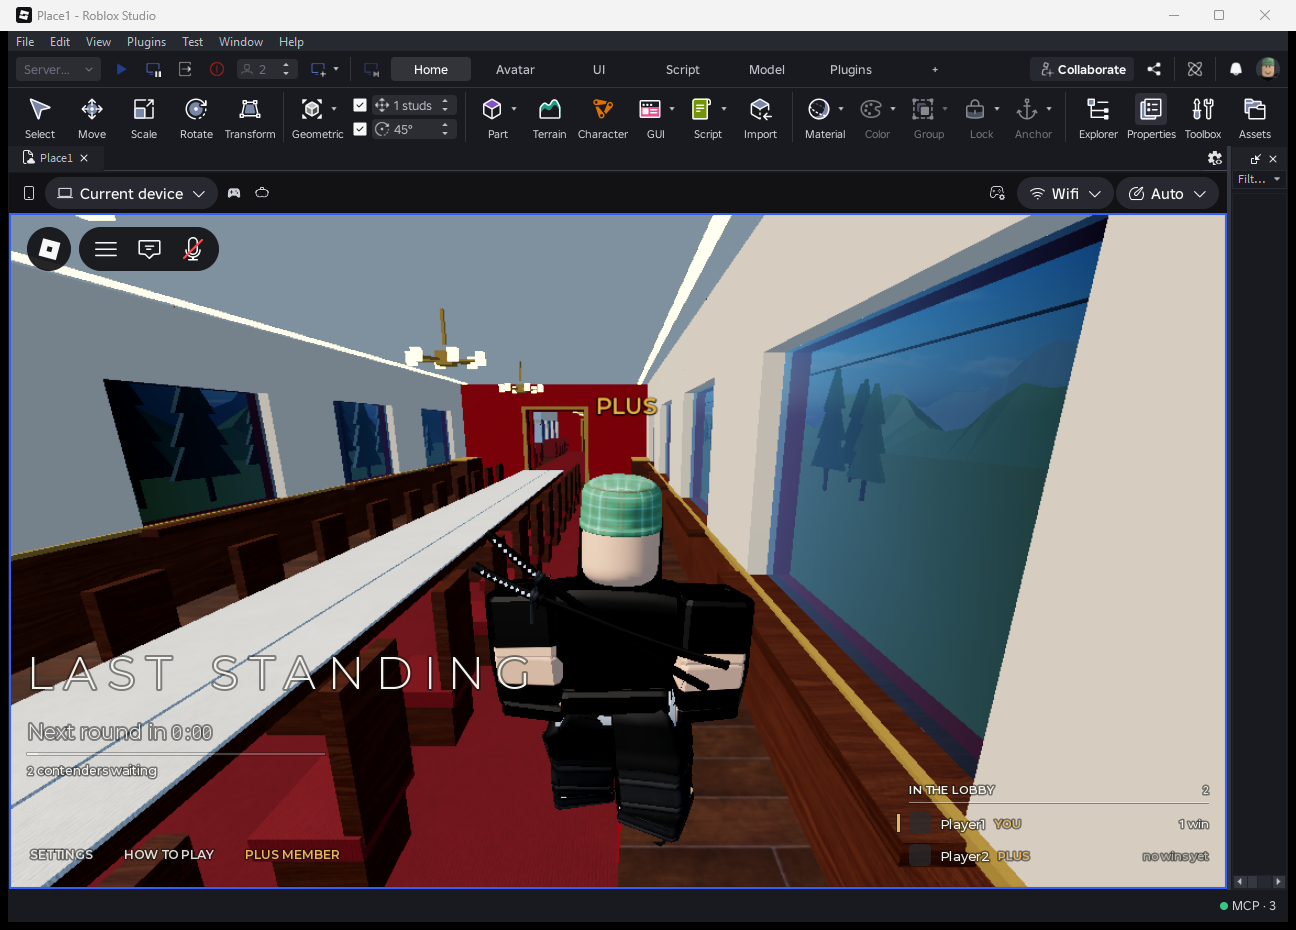 Place1 - Roblox Studio
File Edit View Plugins Test Window Help
Server... 2 Home Avatar UI Script Model Plugins + Collaborate
1 studs
45°
Select Move Scale Rotate Transform Geometric Part Terrain Character GUI Script Import Material Color Group Lock Anchor Explorer Properties Toolbox Assets
Place1
Filt...
Current device Wifi Auto
PLUS
LAST STANDING
Next round in 0:00
2 contenders waiting
SETTINGS HOW TO PLAY PLUS MEMBER
IN THE LOBBY 2
Player1 YOU 1 win
Player2 PLUS no wins yet
MCP · 3